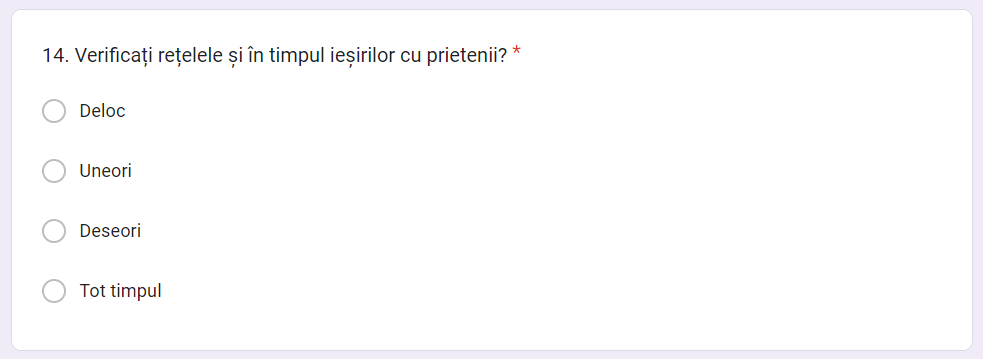 14. Verificați rețelele și în timpul ieșirilor cu prietenii? *
Deloc
Uneori
Deseori
Tot timpul